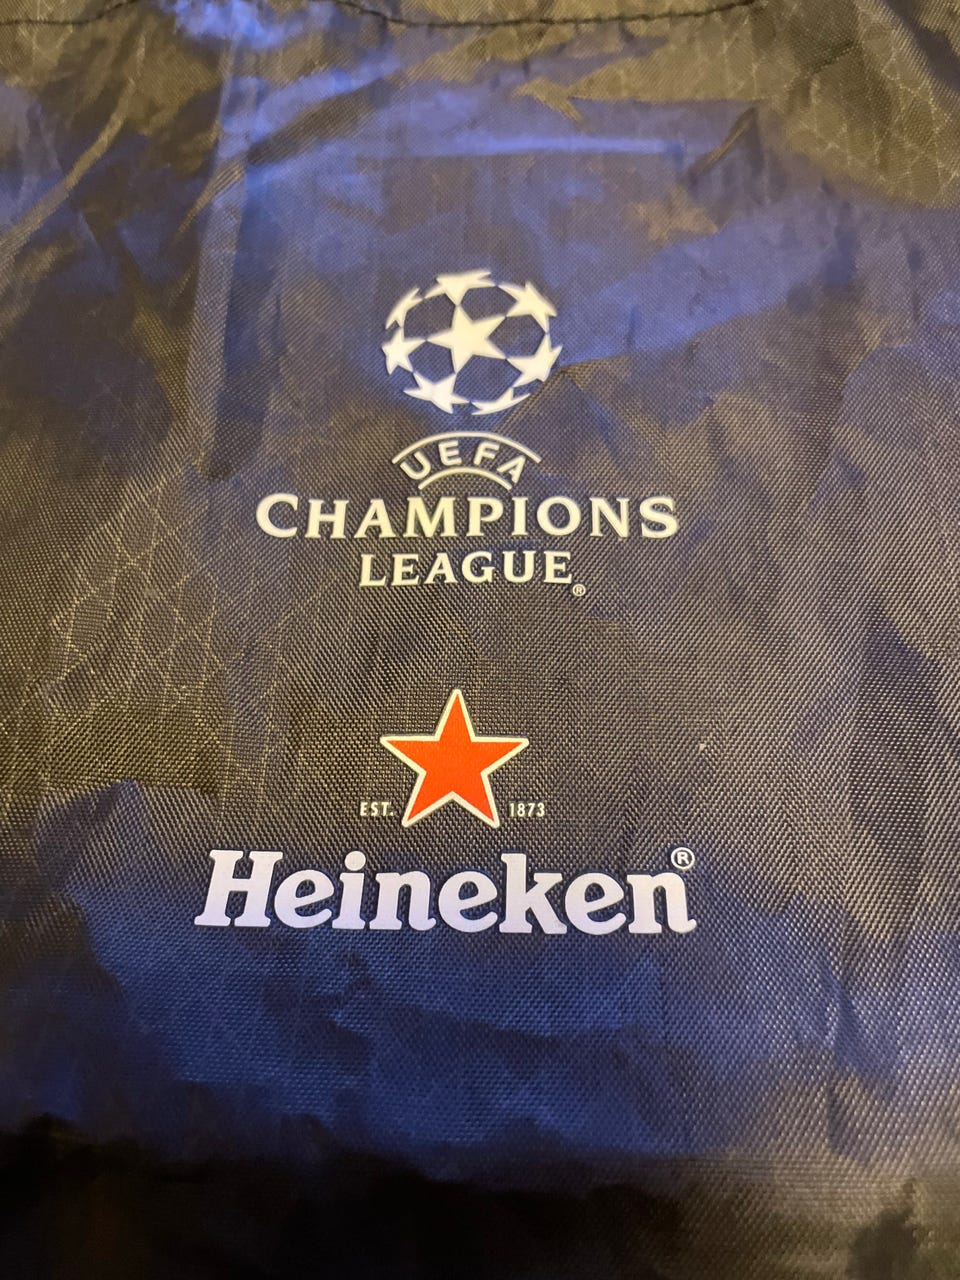 UEFA
CHAMPIONS
LEAGUE®
EST. 1873
Heineken®